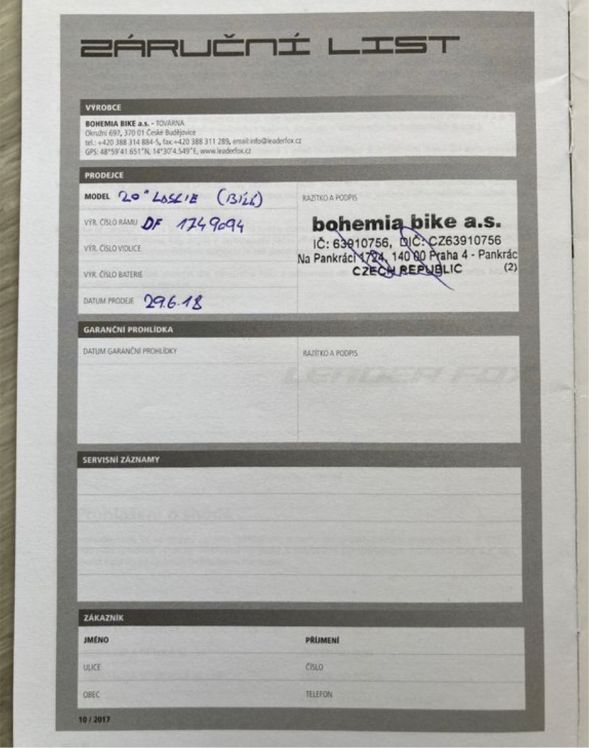 ZÁRUČNÍ LIST
VÝROBCE
BOHEMIA BIKE a.s. - TOVÁRNA
Okružní 697, 370 01 České Budějovice
tel.: +420 388 314 884-5, fax:+420 388 311 289, email:info@leaderfox.cz
GPS: 48°59'41.651"N, 14°30'4.549"E, www.leaderfox.cz
PRODEJCE
MODEL 20" (BÍLÉ)
VÝR. ČÍSLO RÁMU DF 1749094
VÝR. ČÍSLO VIDLICE
VÝR. ČÍSLO BATERIE
DATUM PRODEJE 29.6.18
RAZÍTKO A PODPIS
bohemia bike a.s.
IČ: 63910756, DIČ: CZ63910756
Na Pankráci 1724, 140 00 Praha 4 - Pankrác
CZECH REPUBLIC (2)
GARANČNÍ PROHLÍDKA
DATUM GARANČNÍ PROHLÍDKY
RAZÍTKO A PODPIS
LEADER FOX
SERVISNÍ ZÁZNAMY
ZÁKAZNÍK
JMÉNO PŘÍJMENÍ
ULICE ČÍSLO
OBEC TELEFON
10 / 2017